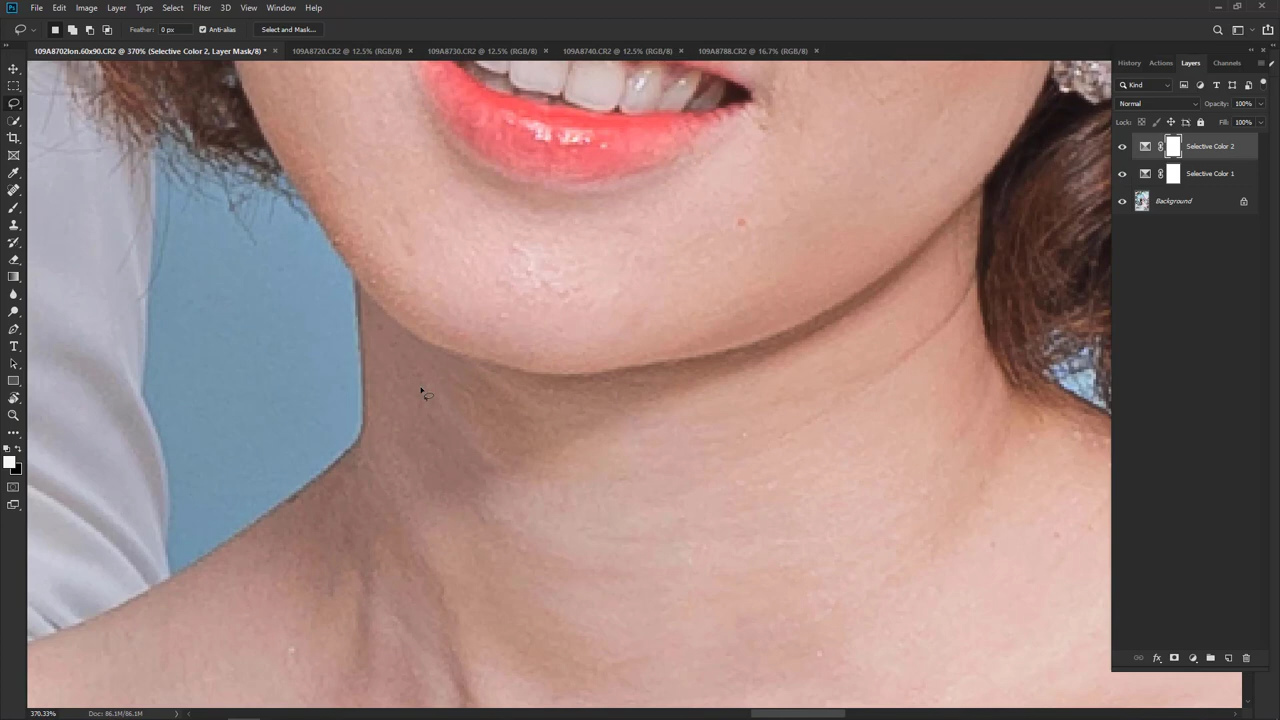 Ps File Edit Image Layer Type Select Filter 3D View Window Help
Feather: 0 px Anti-alias Select and Mask...
109A8702lon.60x90.CR2 @ 370% (Selective Color 2, Layer Mask/8) * × 109A8720.CR2 @ 12.5% (RGB/8) × 109A8730.CR2 @ 12.5% (RGB/8) × 109A8740.CR2 @ 12.5% (RGB/8) × 109A8788.CR2 @ 16.7% (RGB/8) ×
History Actions Layers Channels
Kind
Normal Opacity: 100%
Lock: Fill: 100%
Selective Color 2
Selective Color 1
Background
fx
370.33% Doc: 86.1M/86.1M